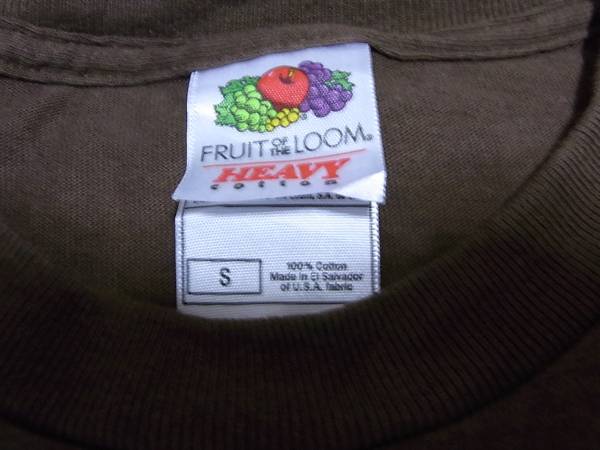 FRUIT OF THE LOOM®
HEAVY
cotton
S
100% Cotton
Made in El Salvador
of U.S.A. fabric